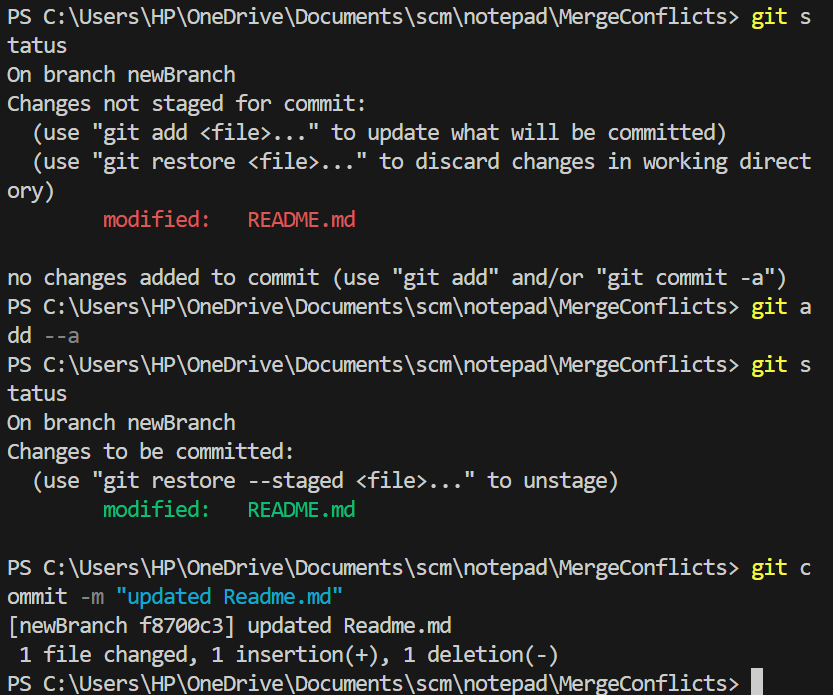 PS C:\Users\HP\OneDrive\Documents\scm\notepad\MergeConflicts> git s
tatus
On branch newBranch
Changes not staged for commit:
  (use "git add <file>..." to update what will be committed)
  (use "git restore <file>..." to discard changes in working direct
ory)
        modified:   README.md

no changes added to commit (use "git add" and/or "git commit -a")
PS C:\Users\HP\OneDrive\Documents\scm\notepad\MergeConflicts> git a
dd --a
PS C:\Users\HP\OneDrive\Documents\scm\notepad\MergeConflicts> git s
tatus
On branch newBranch
Changes to be committed:
  (use "git restore --staged <file>..." to unstage)
        modified:   README.md

PS C:\Users\HP\OneDrive\Documents\scm\notepad\MergeConflicts> git c
ommit -m "updated Readme.md"
[newBranch f8700c3] updated Readme.md
 1 file changed, 1 insertion(+), 1 deletion(-)
PS C:\Users\HP\OneDrive\Documents\scm\notepad\MergeConflicts>